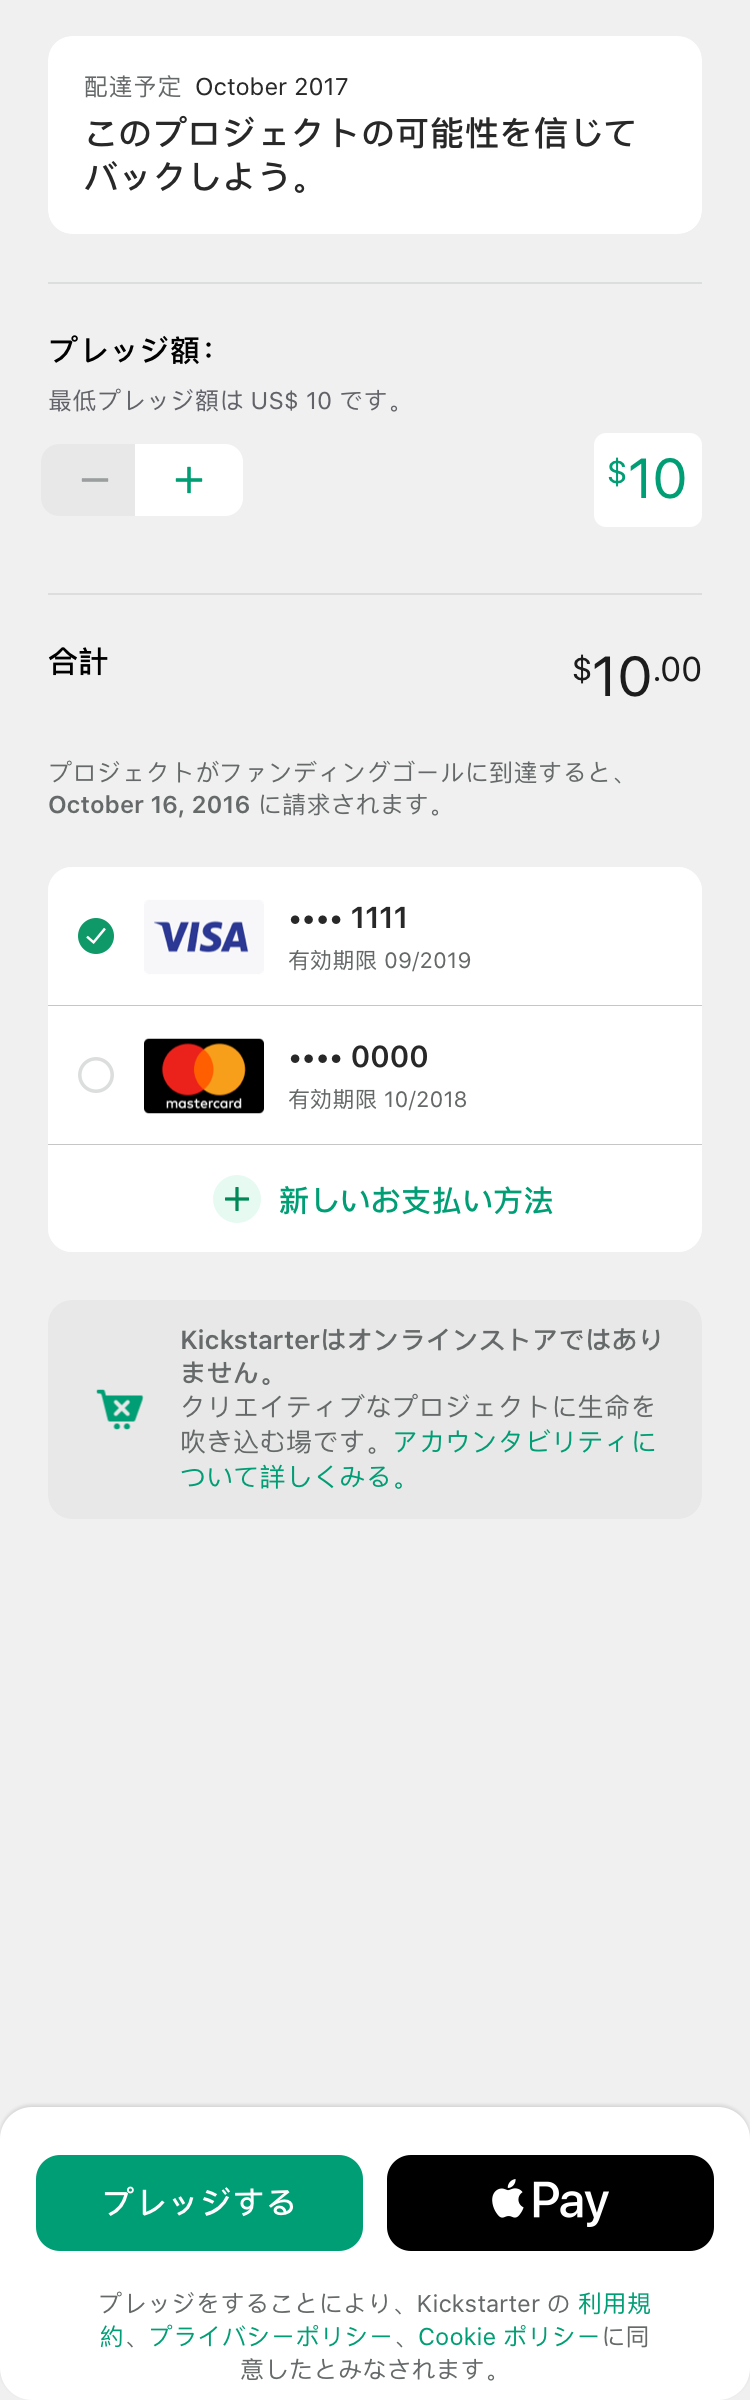 配達予定 October 2017
このプロジェクトの可能性を信じて
バックしよう。
プレッジ額:
最低プレッジ額は US$ 10 です。
− +
$10
合計
$10.00
プロジェクトがファンディングゴールに到達すると、
October 16, 2016 に請求されます。
VISA
•••• 1111
有効期限 09/2019
mastercard
•••• 0000
有効期限 10/2018
+ 新しいお支払い方法
Kickstarterはオンラインストアではあり
ません。
クリエイティブなプロジェクトに生命を
吹き込む場です。アカウンタビリティに
ついて詳しくみる。
プレッジする
Pay
プレッジをすることにより、Kickstarter の 利用規
約、プライバシーポリシー、Cookie ポリシーに同
意したとみなされます。